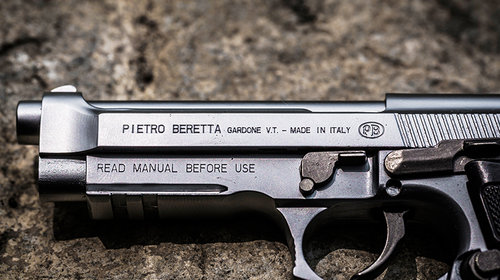 PIETRO BERETTA GARDONE V.T. - MADE IN ITALY PB
READ MANUAL BEFORE USE